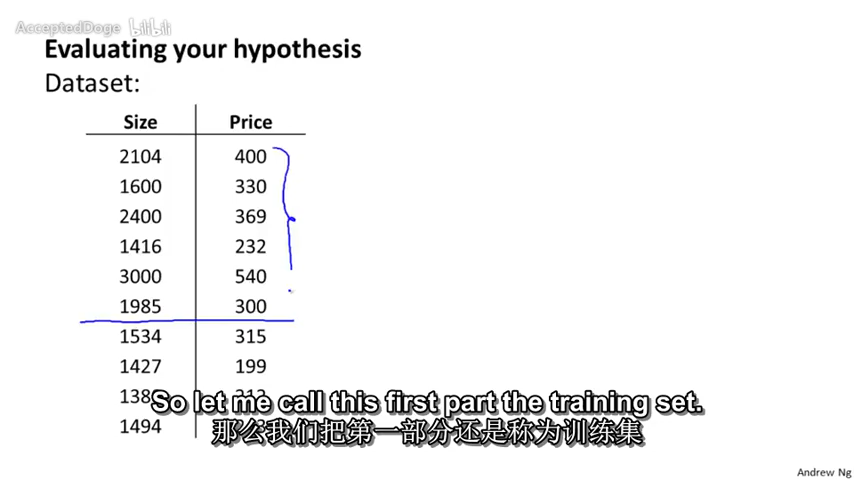 AcceptedDoge bilibili
Evaluating your hypothesis
Dataset:
Size Price
2104 400
1600 330
2400 369
1416 232
3000 540
1985 300
1534 315
1427 199
So let me call this first part the training set.
那么我们把第一部分还是称为训练集
1494
Andrew Ng